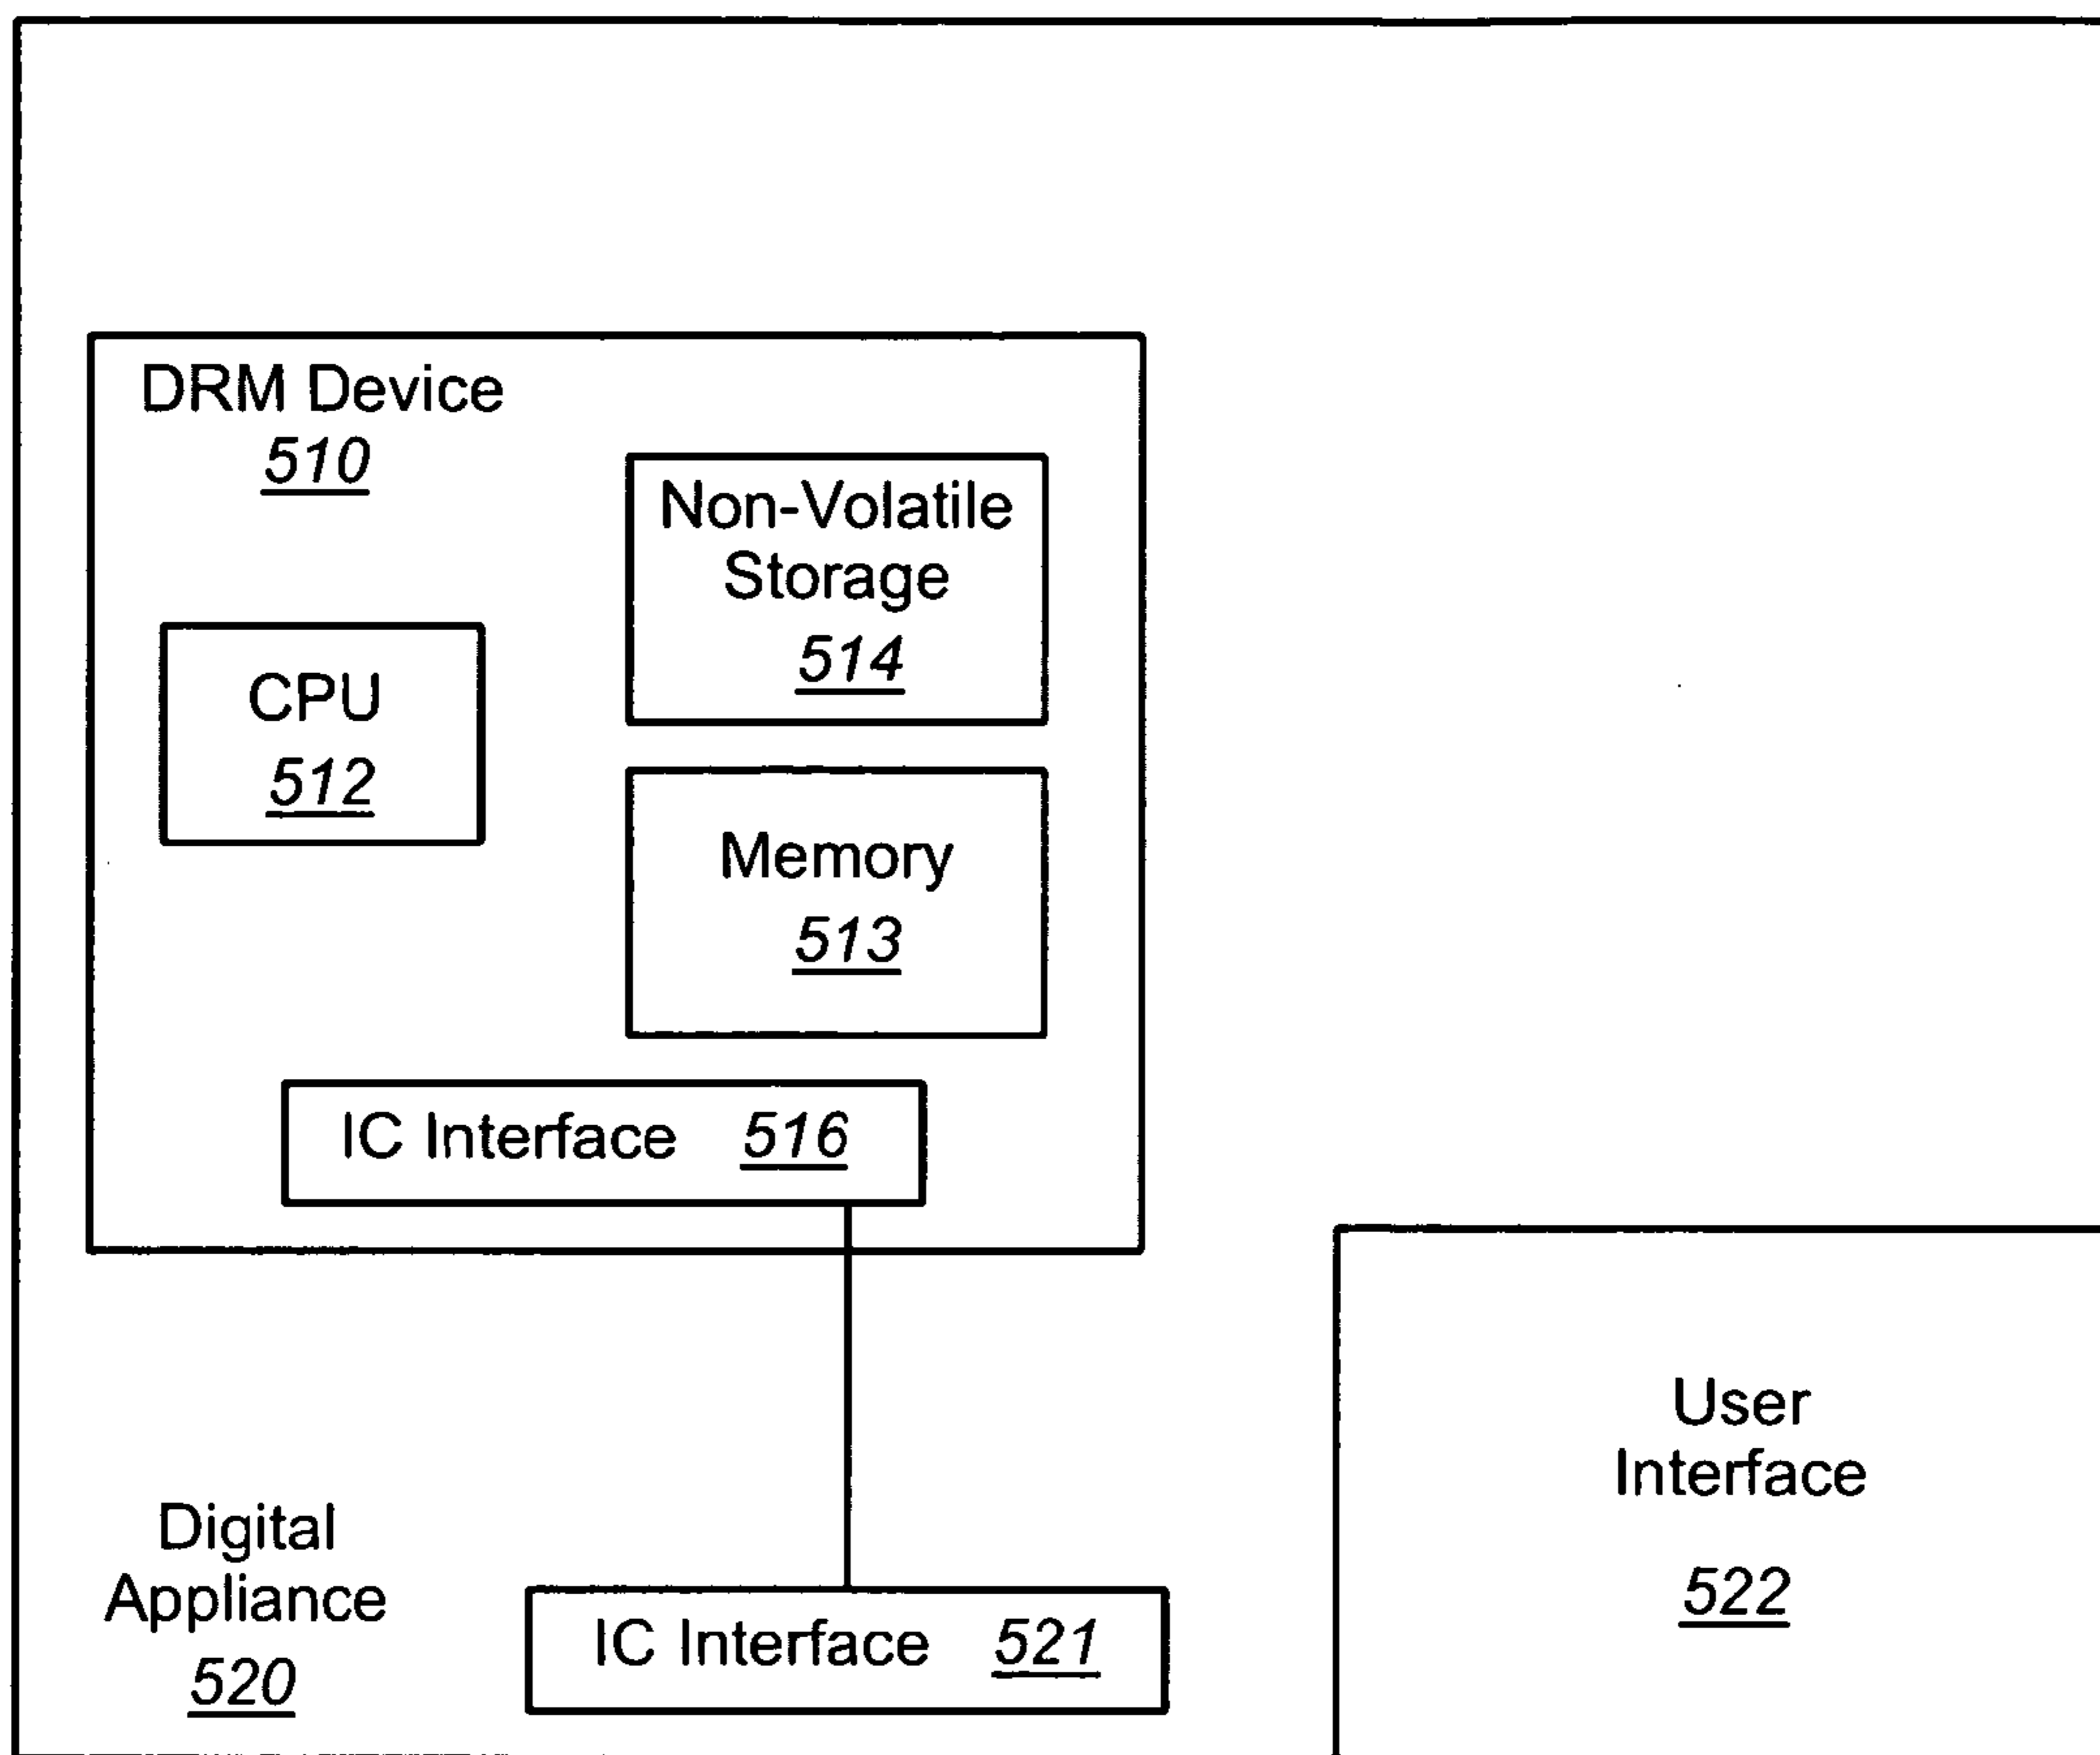 DRM Device
510
Non-Volatile
Storage
514
CPU
512
Memory
513
IC Interface 516
User
Interface
522
Digital
Appliance
520
IC Interface 521